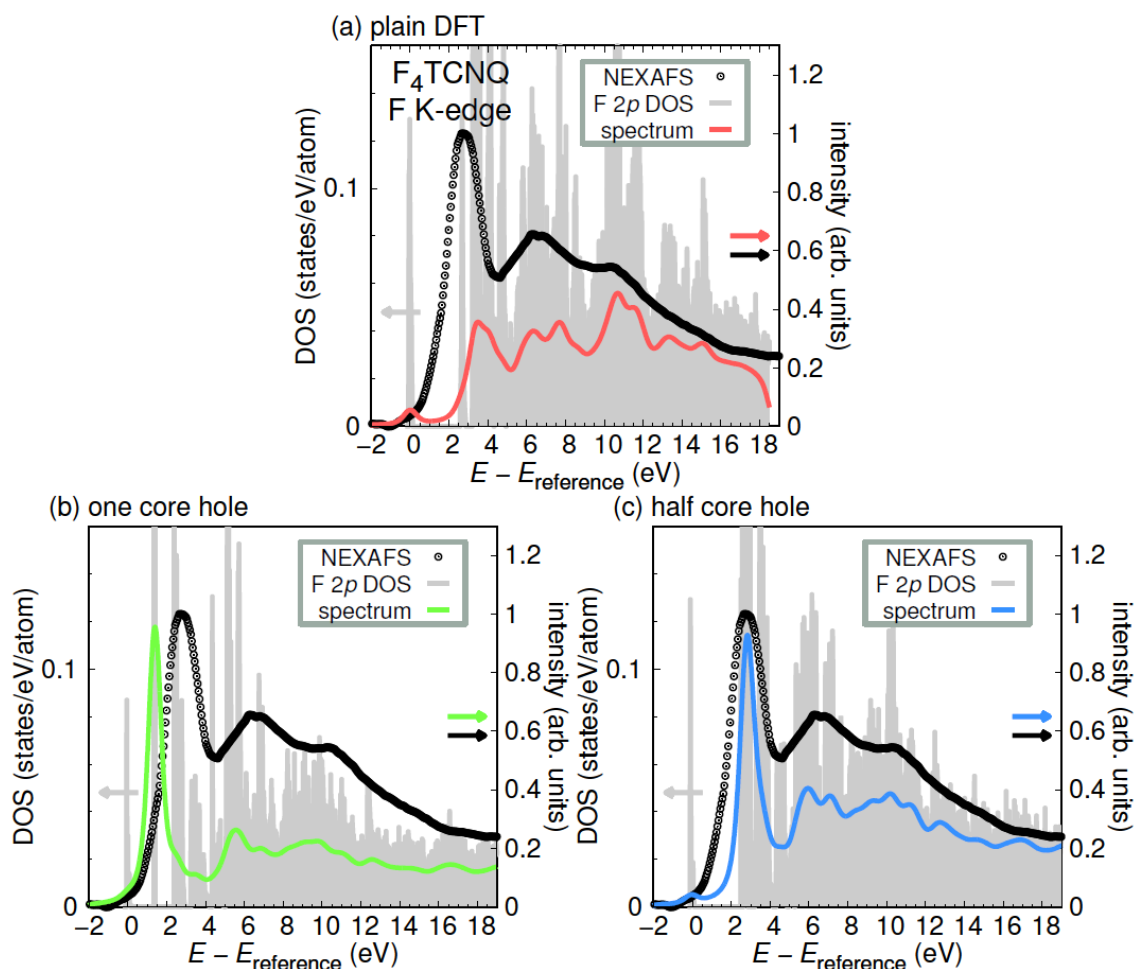 (a) plain DFT
F₄TCNQ
F K-edge
NEXAFS
F 2p DOS
spectrum
DOS (states/eV/atom)
0.1
0
intensity (arb. units)
1.2
1
0.8
0.6
0.4
0.2
0
−2 0 2 4 6 8 10 12 14 16 18
E − Ereference (eV)
(b) one core hole
NEXAFS
F 2p DOS
spectrum
DOS (states/eV/atom)
0.1
0
intensity (arb. units)
1.2
1
0.8
0.6
0.4
0.2
0
−2 0 2 4 6 8 10 12 14 16 18
E − Ereference (eV)
(c) half core hole
NEXAFS
F 2p DOS
spectrum
DOS (states/eV/atom)
0.1
0
intensity (arb. units)
1.2
1
0.8
0.6
0.4
0.2
0
−2 0 2 4 6 8 10 12 14 16 18
E − Ereference (eV)